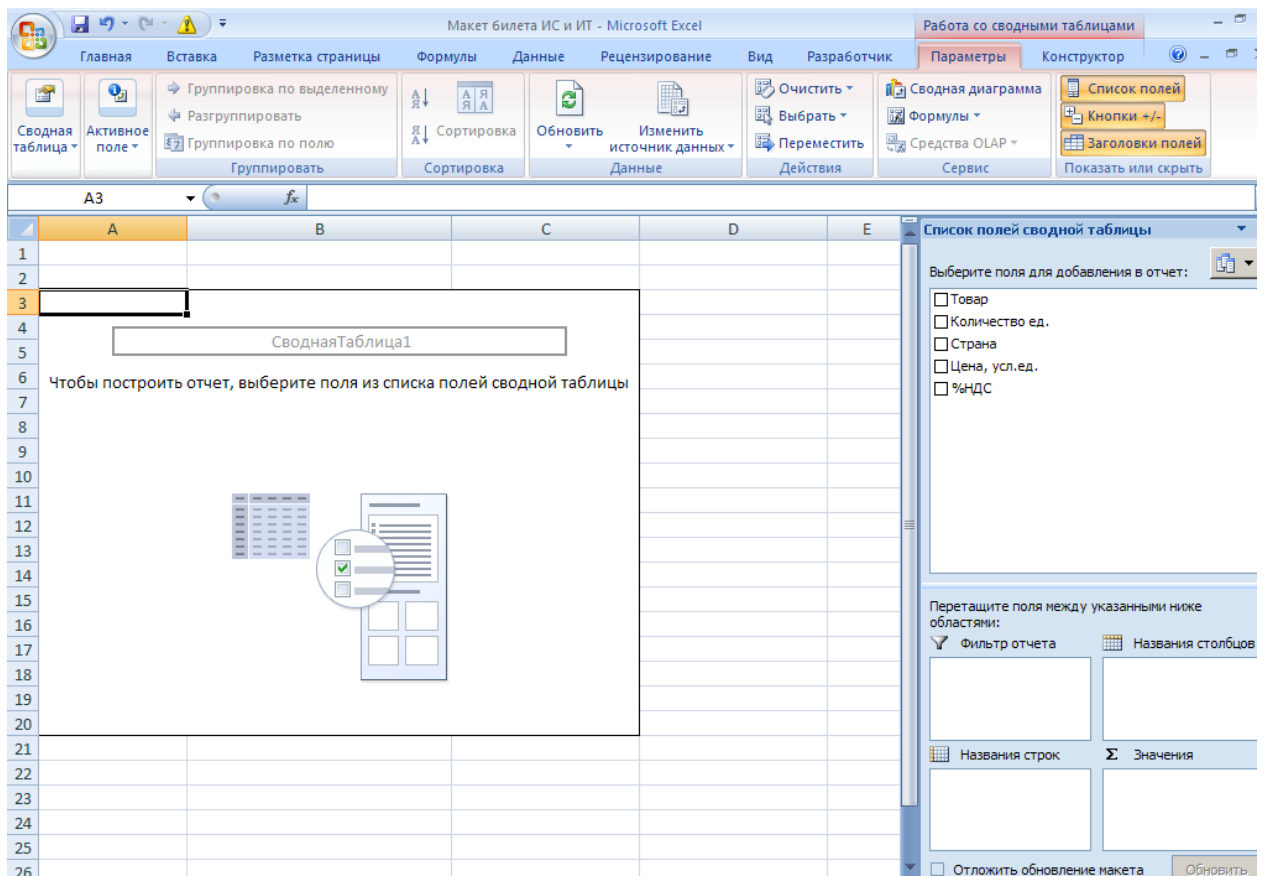 Макет билета ИС и ИТ - Microsoft Excel
Работа со сводными таблицами
Главная Вставка Разметка страницы Формулы Данные Рецензирование Вид Разработчик Параметры Конструктор
Сводная таблица
Активное поле
Группировка по выделенному
Разгруппировать
Группировка по полю
Группировать
Сортировка
Сортировка
Обновить
Изменить источник данных
Данные
Очистить
Выбрать
Переместить
Действия
Сводная диаграмма
Формулы
Средства OLAP
Сервис
Список полей
Кнопки +/-
Заголовки полей
Показать или скрыть
A3 fx
A B C D E
1
2
3
4
5
6
7
8
9
10
11
12
13
14
15
16
17
18
19
20
21
22
23
24
25
26
СводнаяТаблица1
Чтобы построить отчет, выберите поля из списка полей сводной таблицы
Список полей сводной таблицы
Выберите поля для добавления в отчет:
Товар
Количество ед.
Страна
Цена, усл.ед.
%НДС
Перетащите поля между указанными ниже
областями:
Фильтр отчета Названия столбцов
Названия строк Σ Значения
Отложить обновление макета Обновить